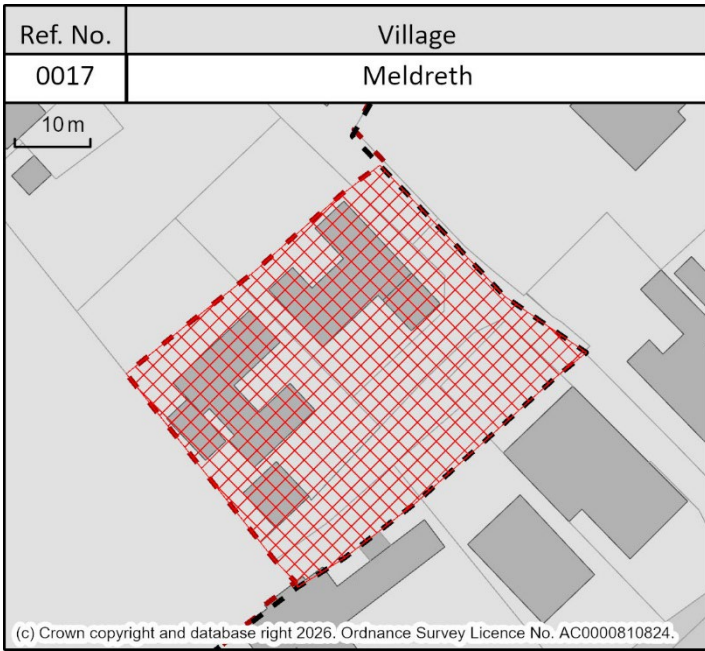 Ref. No. Village
0017 Meldreth
10 m
(c) Crown copyright and database right 2026. Ordnance Survey Licence No. AC0000810824.